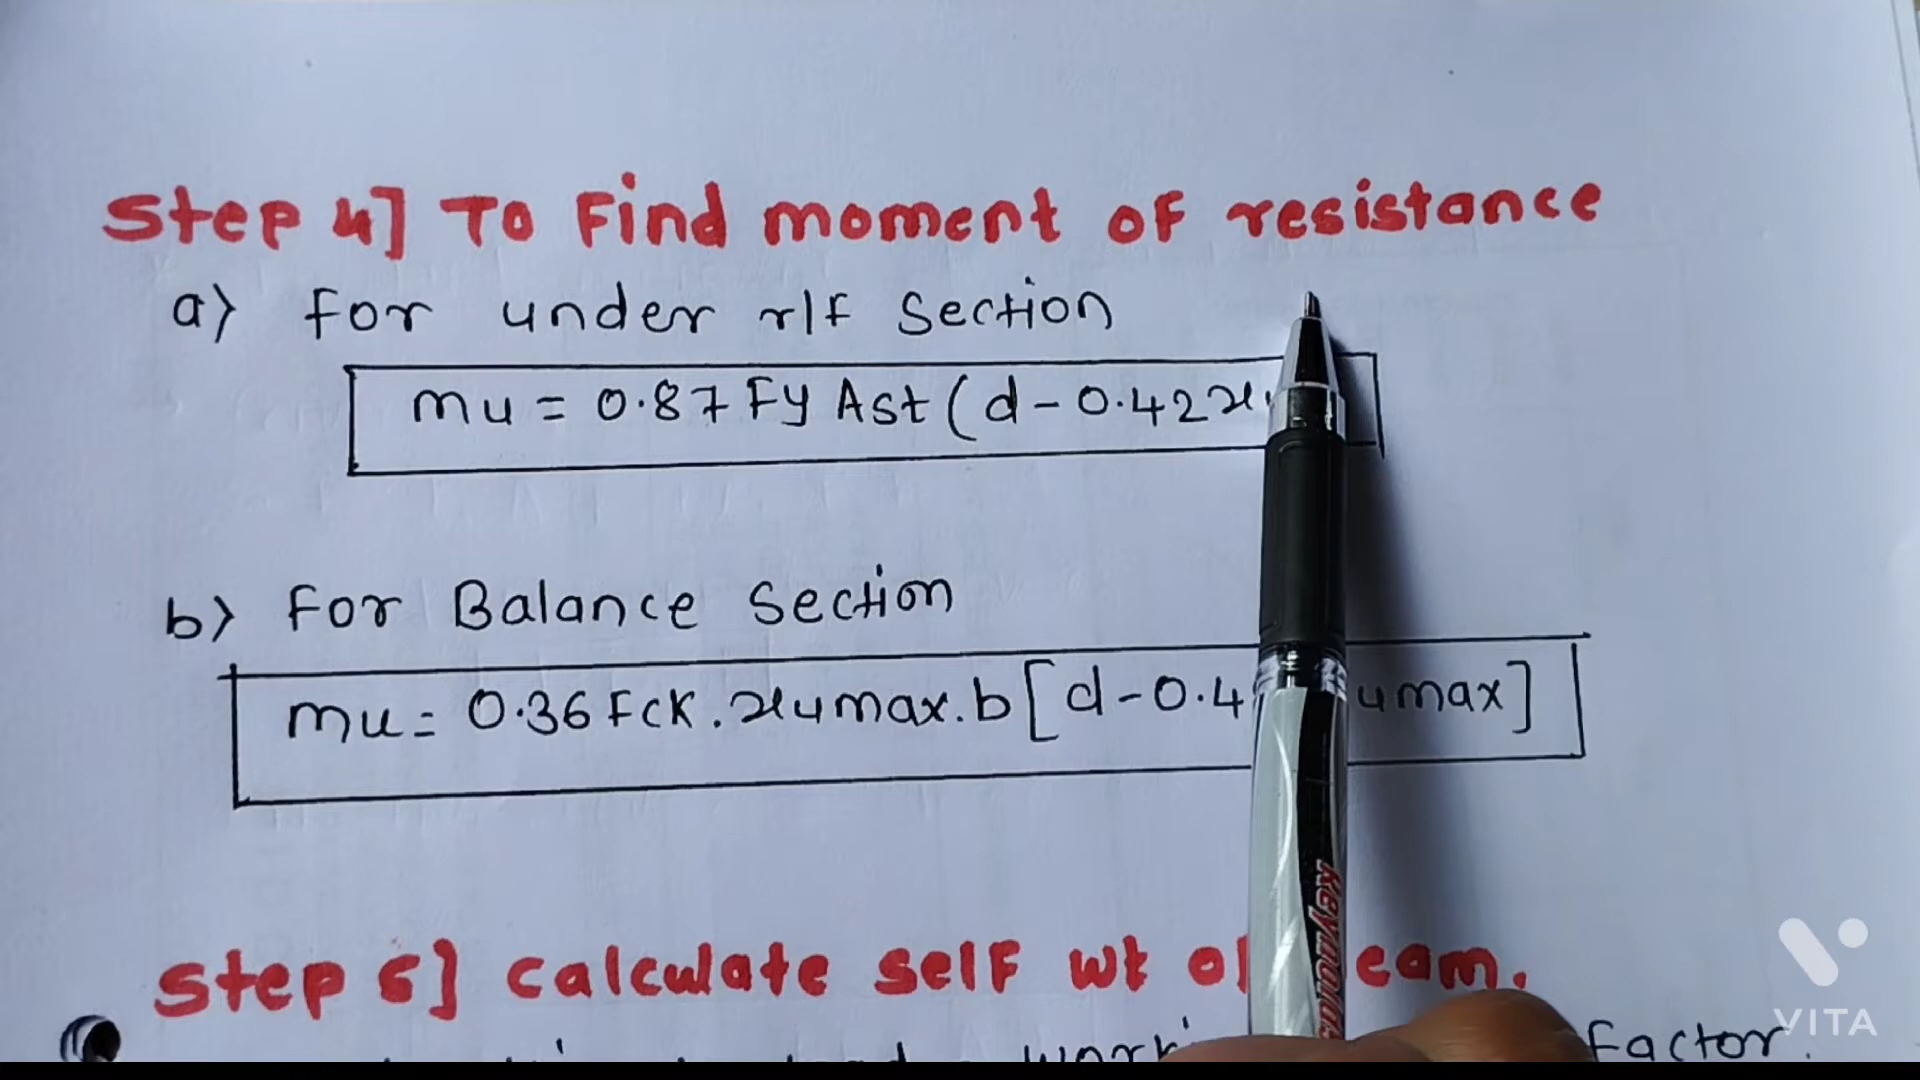 Step 4] To Find moment of resistance
a) for under r/f section
mu = 0.87 Fy Ast (d - 0.42x
b) For Balance section
mu = 0.36 Fck . xumax . b [d - 0.4 umax]
Step 5] calculate self wt of eam.
Factor.
VITA